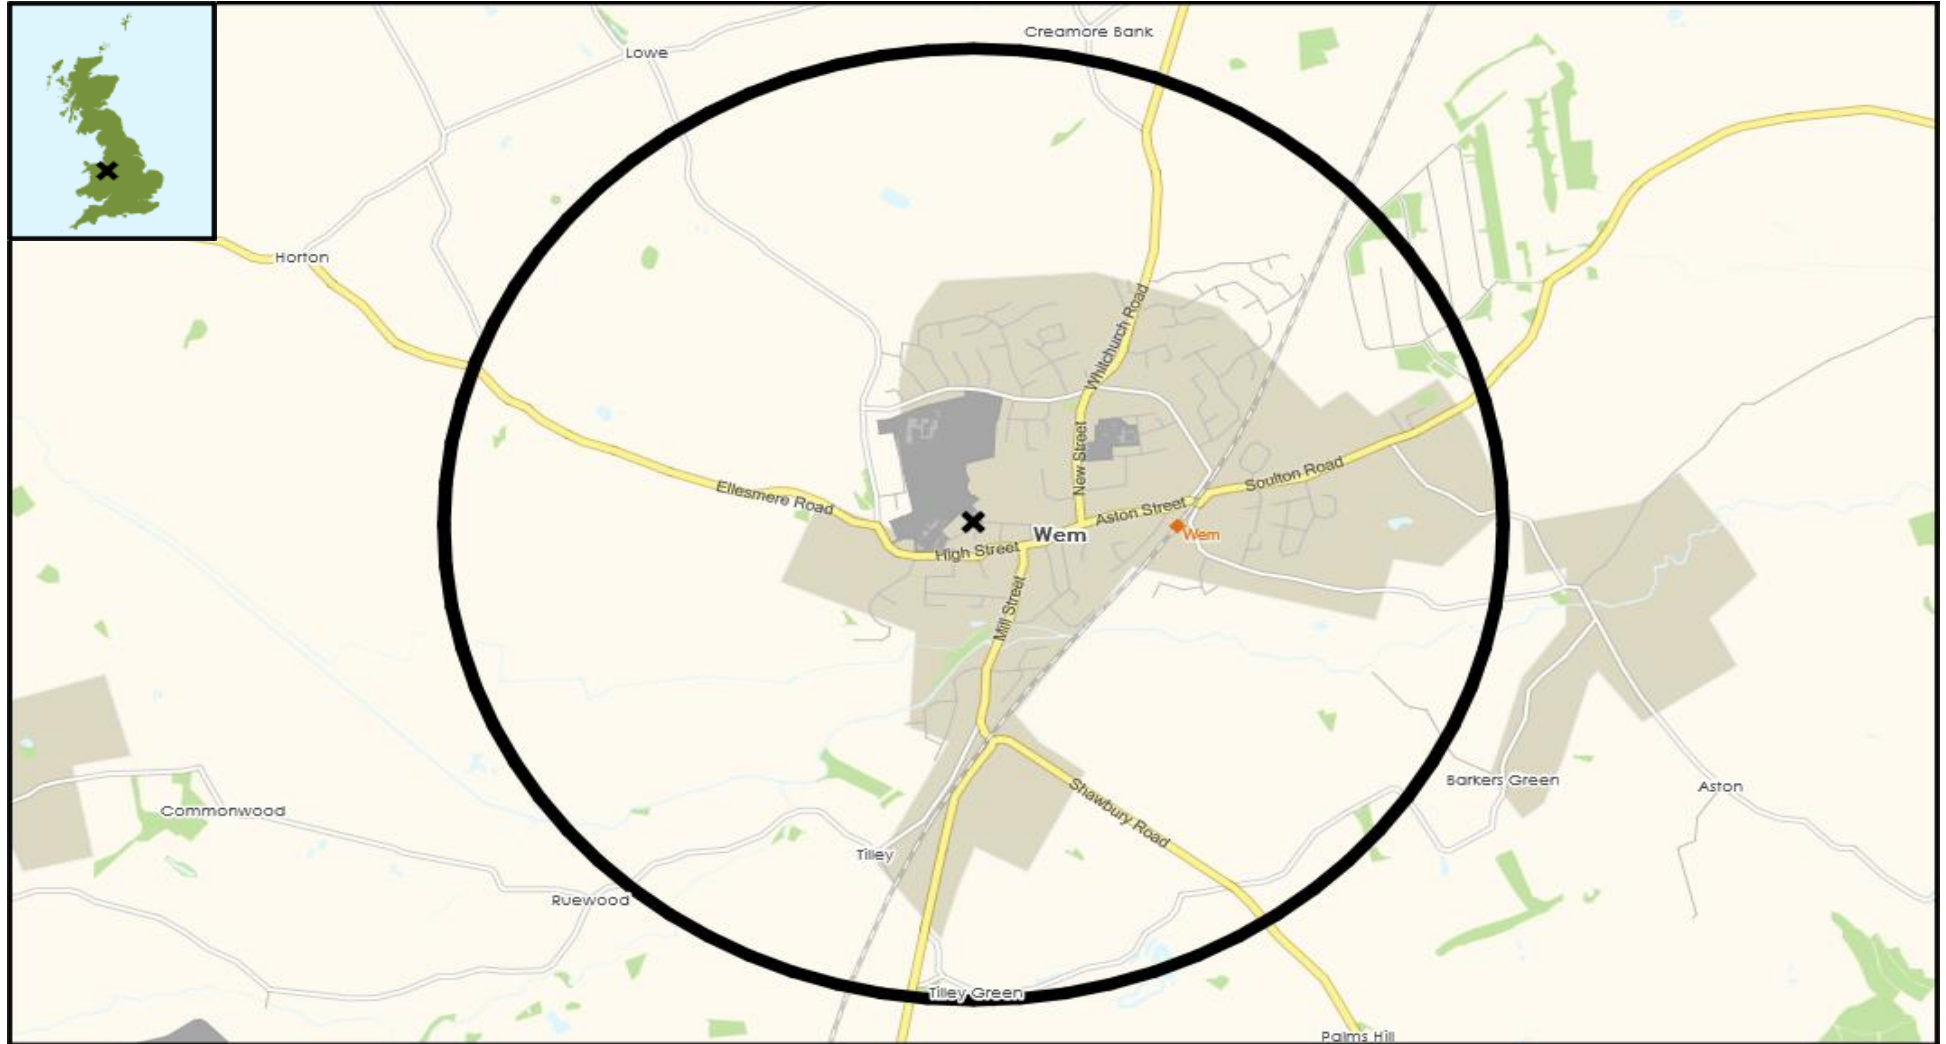 Creamore Bank
Lowe
Horton
Whitchurch Road
New Street
Ellesmere Road
Soulton Road
Aston Street
Wem
Wem
High Street
Mill Street
Barkers Green
Aston
Shawbury Road
Commonwood
Tilley
Ruewood
Tilley Green
Palms Hill